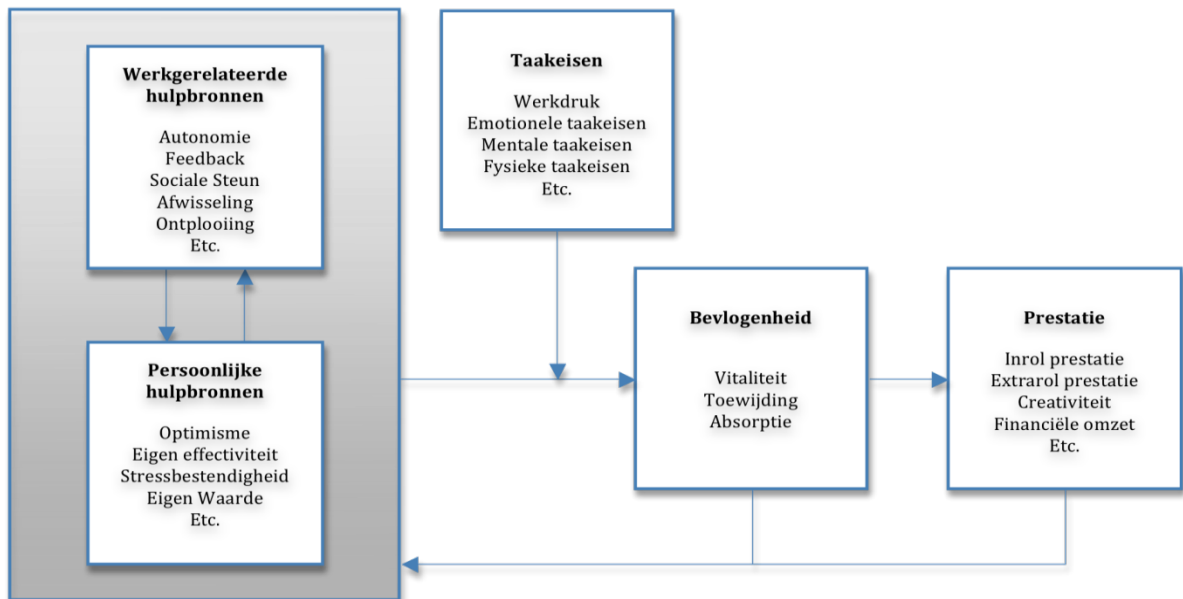 Werkgerelateerde
hulpbronnen
Autonomie
Feedback
Sociale Steun
Afwisseling
Ontplooiing
Etc.
Persoonlijke
hulpbronnen
Optimisme
Eigen effectiviteit
Stressbestendigheid
Eigen Waarde
Etc.
Taakeisen
Werkdruk
Emotionele taakeisen
Mentale taakeisen
Fysieke taakeisen
Etc.
Bevlogenheid
Vitaliteit
Toewijding
Absorptie
Prestatie
Inrol prestatie
Extrarol prestatie
Creativiteit
Financiële omzet
Etc.